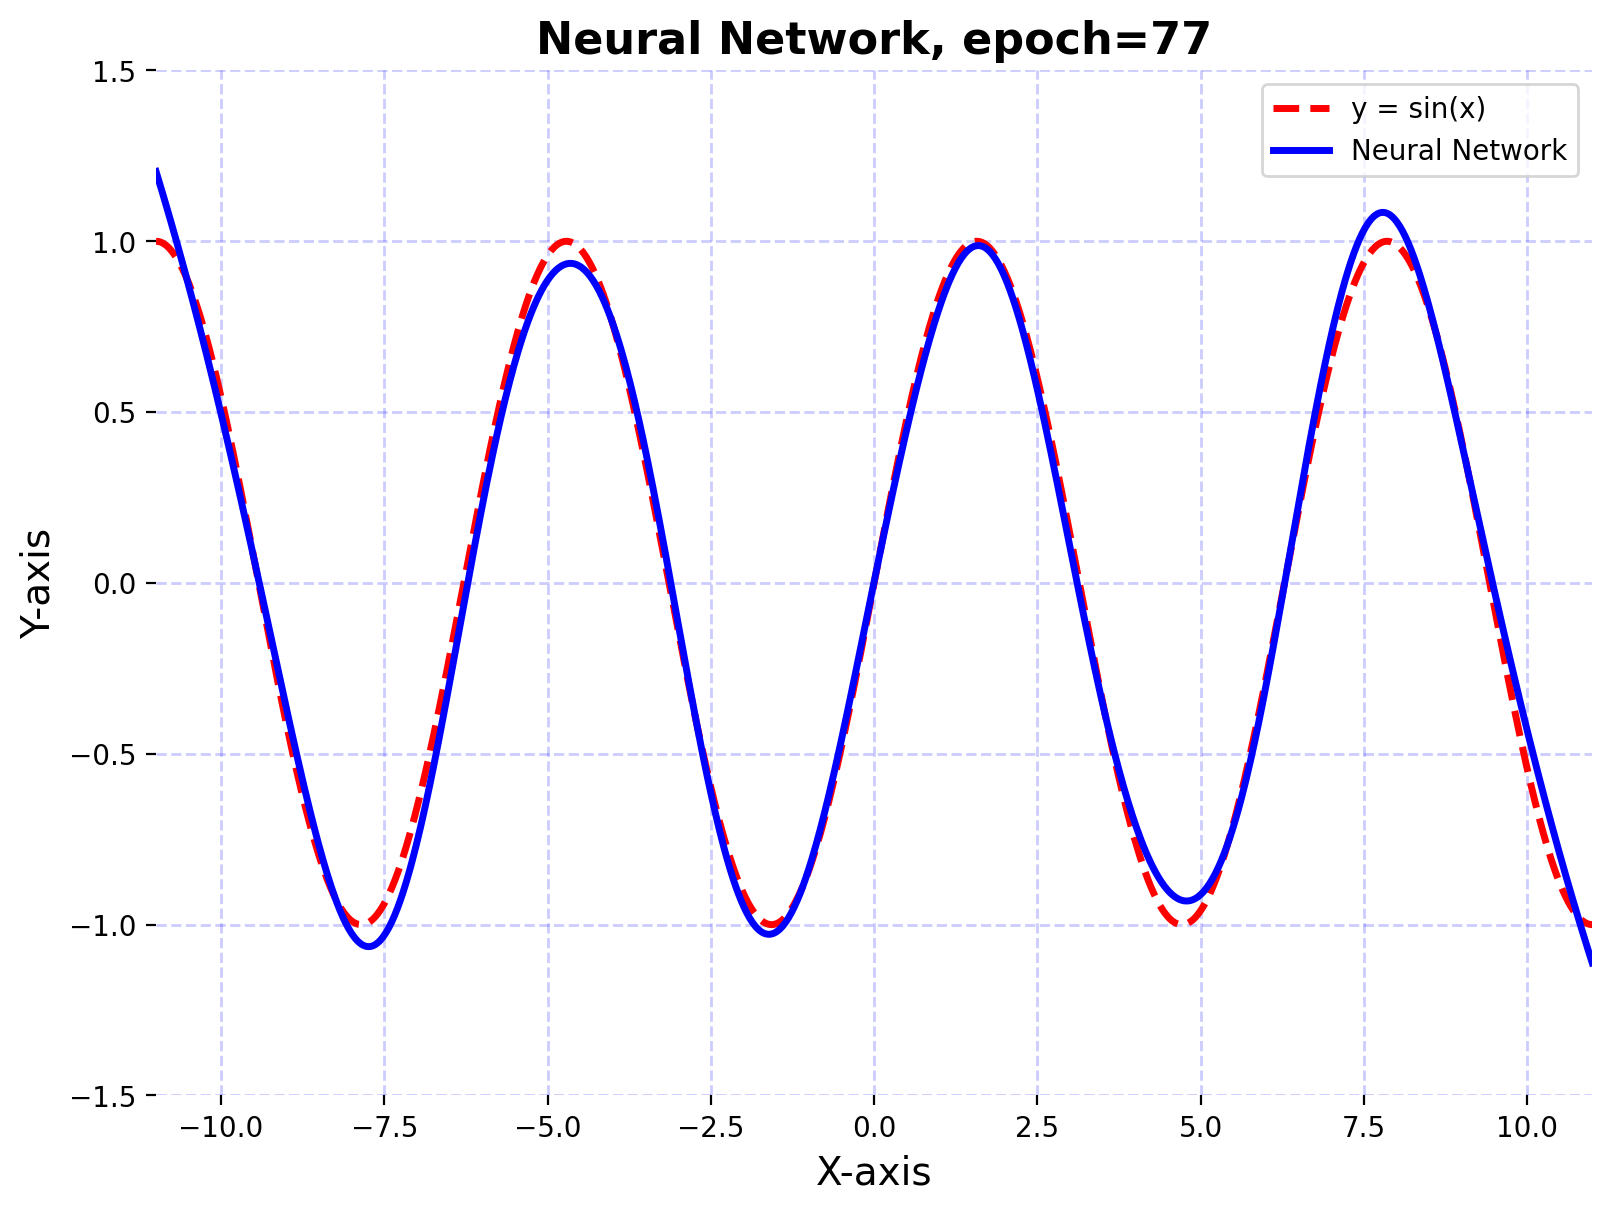 Neural Network, epoch=77
1.5
1.0
0.5
0.0
−0.5
−1.0
−1.5
y = sin(x)
Neural Network
Y-axis
−10.0 −7.5 −5.0 −2.5 0.0 2.5 5.0 7.5 10.0
X-axis